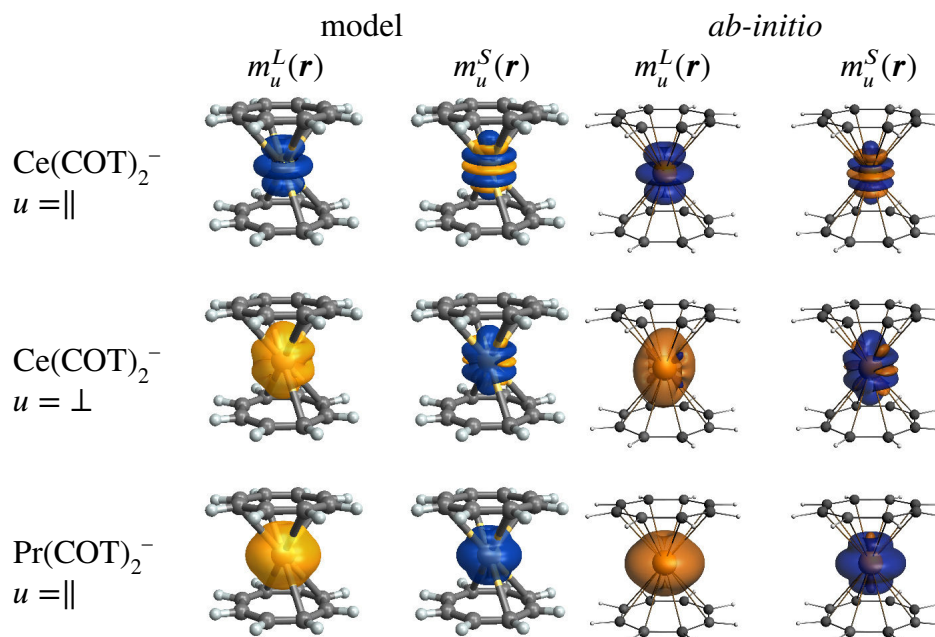 model ab-initio
m_u^L(r) m_u^S(r) m_u^L(r) m_u^S(r)
Ce(COT)₂⁻
u = ∥
Ce(COT)₂⁻
u = ⊥
Pr(COT)₂⁻
u = ∥